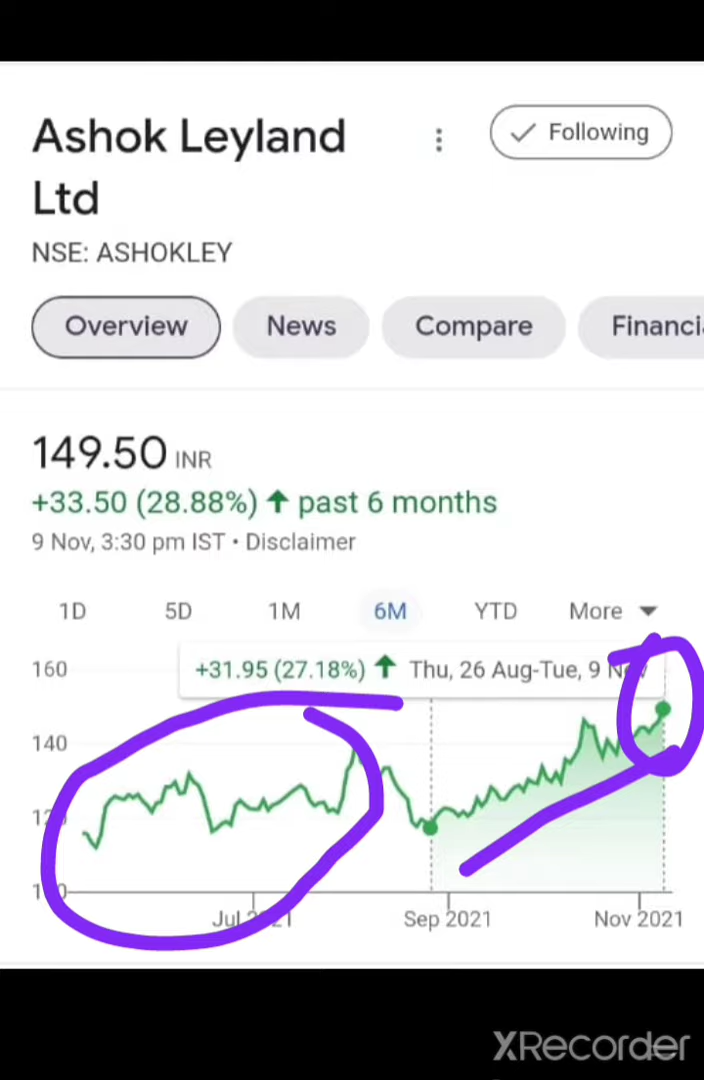 Ashok Leyland
Ltd
Following
NSE: ASHOKLEY
Overview News Compare
149.50 INR
+33.50 (28.88%) ↑ past 6 months
9 Nov, 3:30 pm IST • Disclaimer
1D 5D 1M 6M YTD More
160 +31.95 (27.18%) ↑ Thu, 26 Aug-Tue, 9
140
Sep 2021 Nov 2021
XRecorder